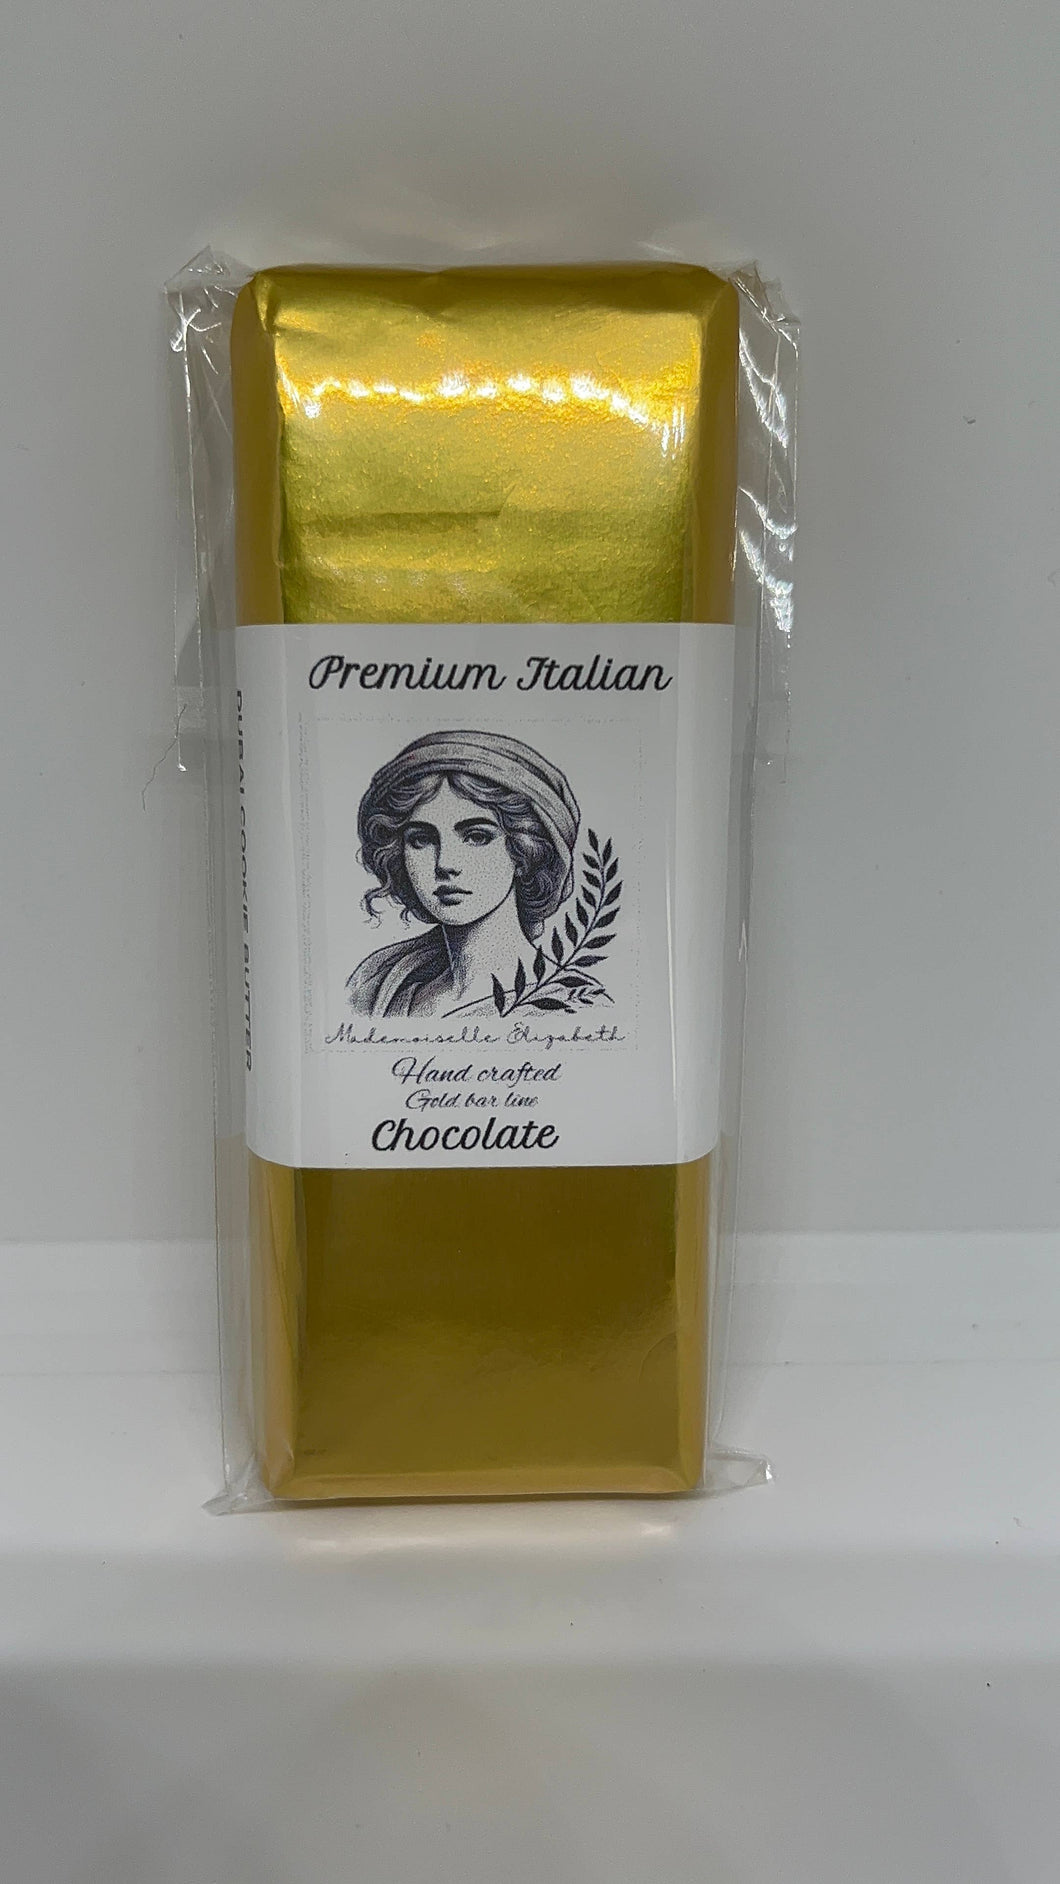 Premium Italian
DUBAI COOKIE BUTTER
Mademoiselle Elizabeth
Hand crafted
Gold bar line
Chocolate